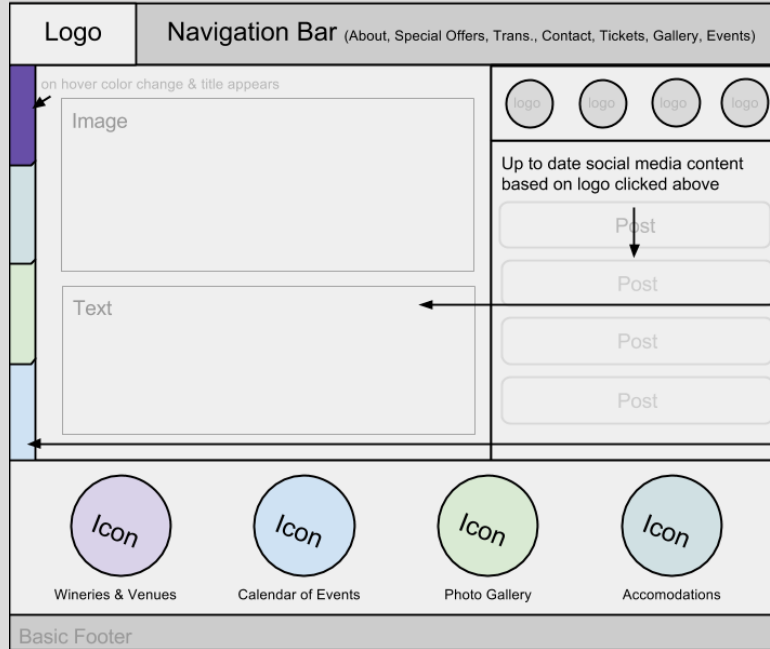 Logo
Navigation Bar (About, Special Offers, Trans., Contact, Tickets, Gallery, Events)
on hover color change & title appears
Image
logo
logo
logo
logo
Up to date social media content
based on logo clicked above
Post
Post
Post
Post
Text
Icon
Icon
Icon
Icon
Wineries & Venues
Calendar of Events
Photo Gallery
Accomodations
Basic Footer